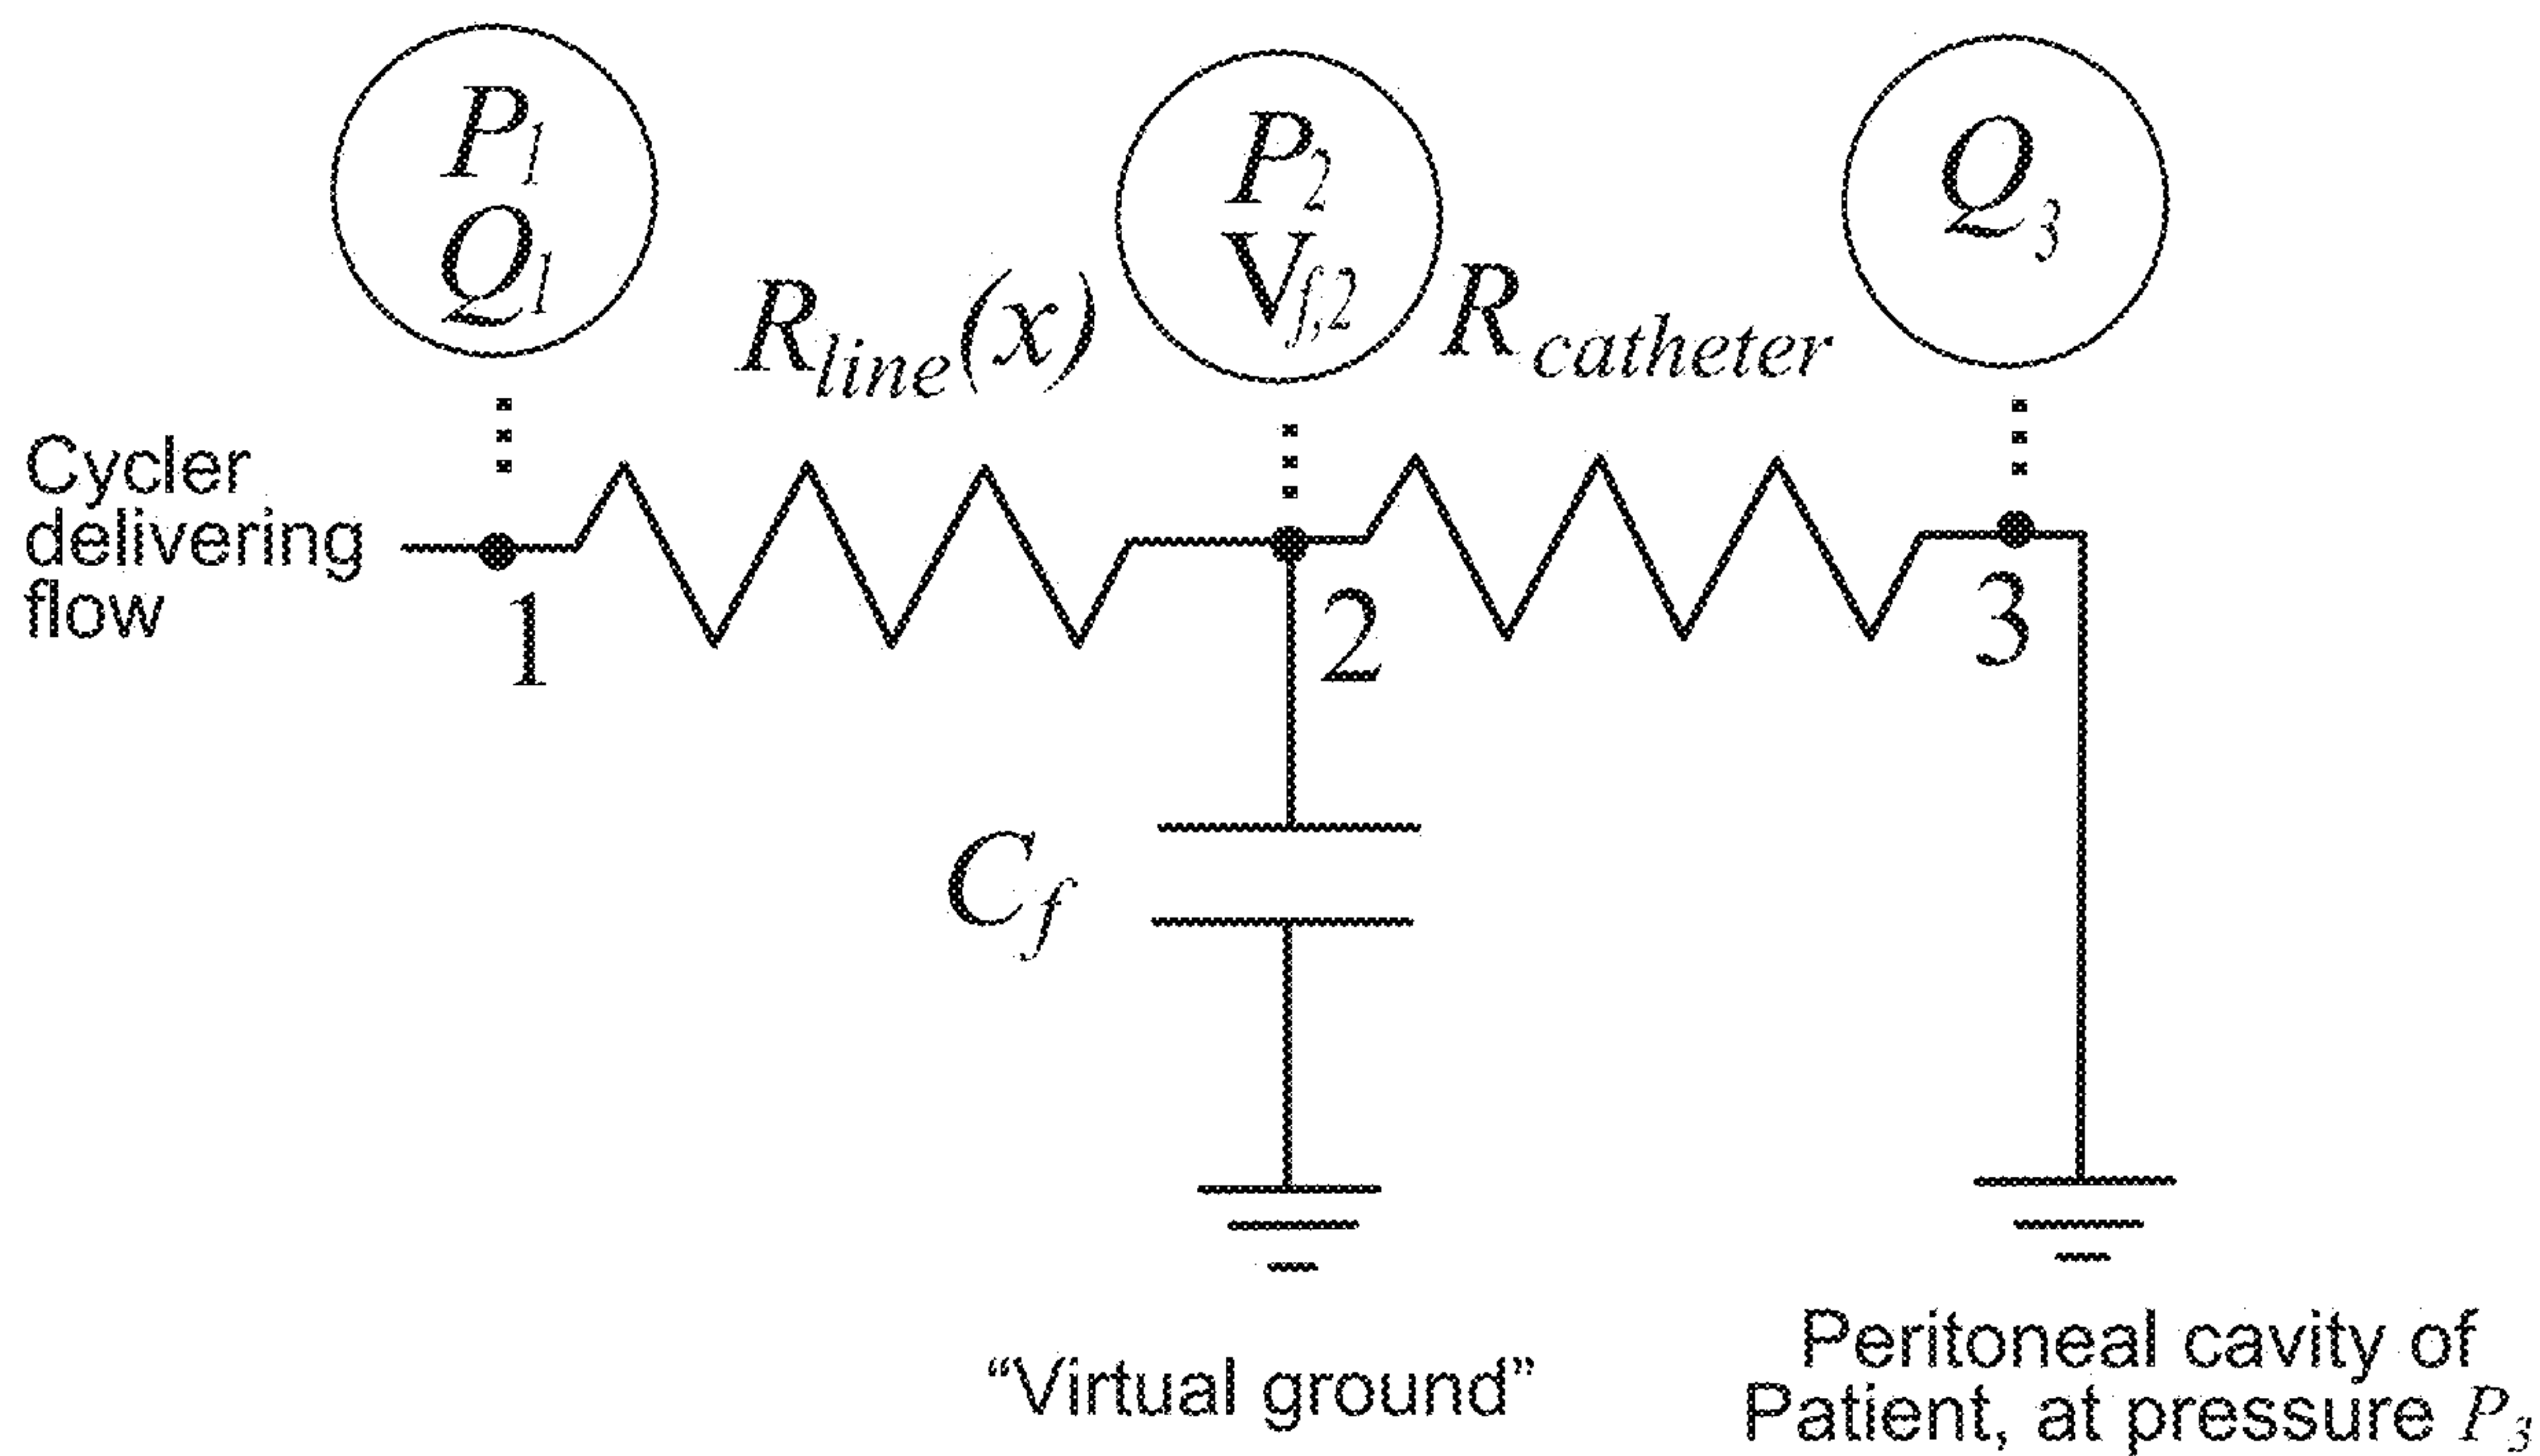 P1
Q1
P2
Vf,2
Q3
Rline(x)
Rcatheter
Cycler
delivering
flow
1
2
3
Cf
“Virtual ground”
Peritoneal cavity of
Patient, at pressure P3